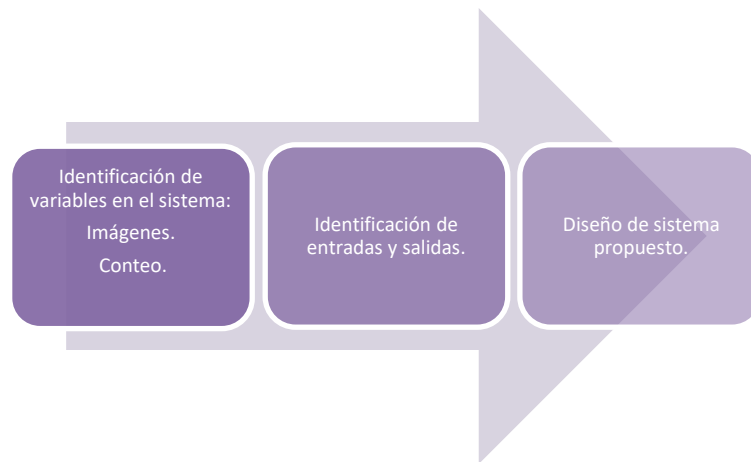 Identificación de
variables en el sistema:
Imágenes.
Conteo.
Identificación de
entradas y salidas.
Diseño de sistema
propuesto.